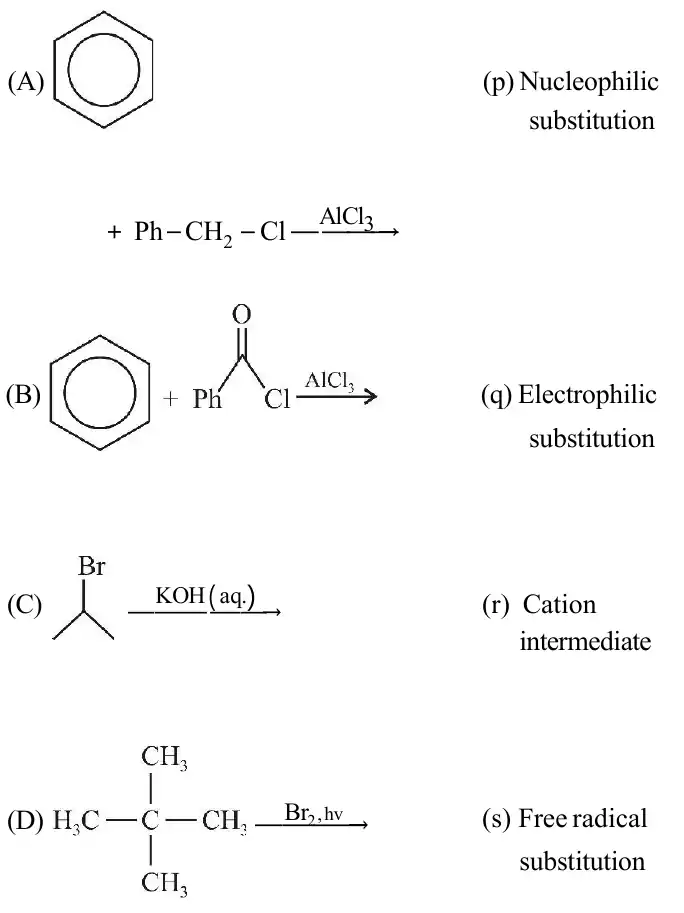 (A) (p) Nucleophilic
substitution
+ Ph–CH2–Cl AlCl3
O
(B) + Ph Cl AlCl3 (q) Electrophilic
substitution
Br
(C) KOH(aq.) (r) Cation
intermediate
CH3
(D) H3C—C—CH3 Br2,hv (s) Free radical
CH3 substitution